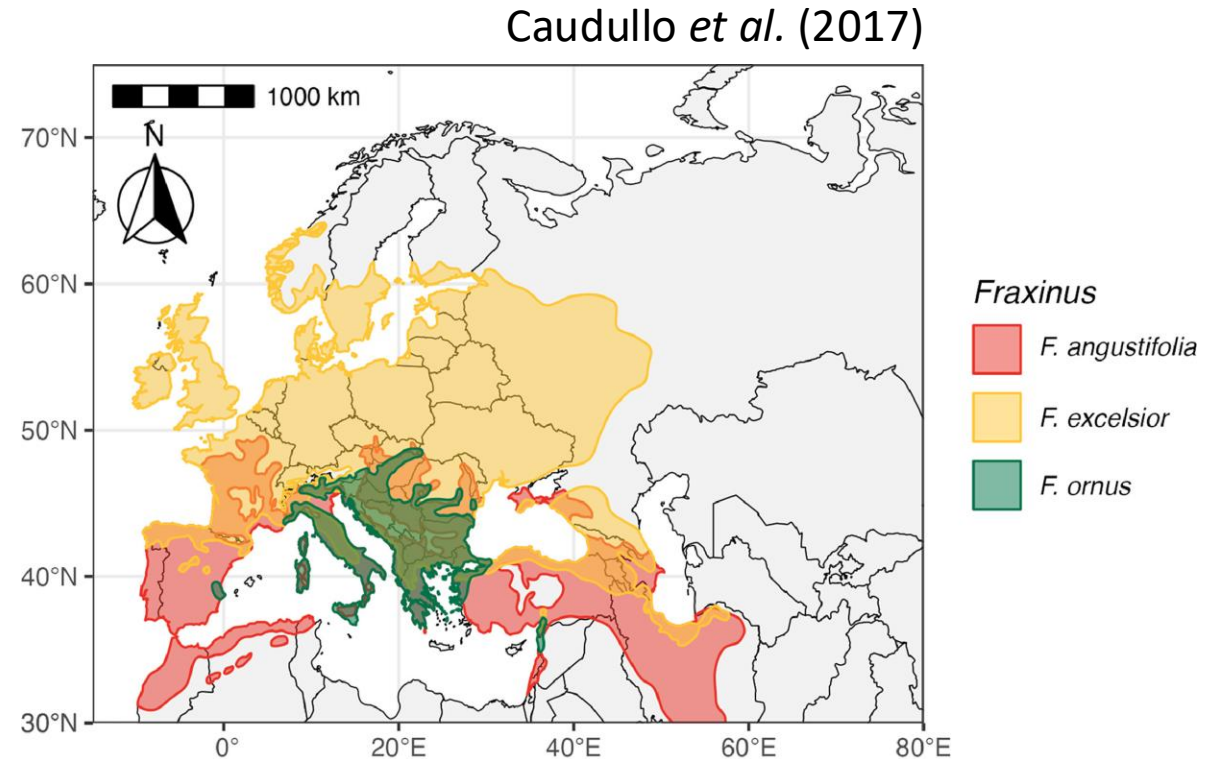 Caudullo et al. (2017)
1000 km
N
70°N
60°N
50°N
40°N
30°N
0°
20°E
40°E
60°E
80°E
Fraxinus
F. angustifolia
F. excelsior
F. ornus